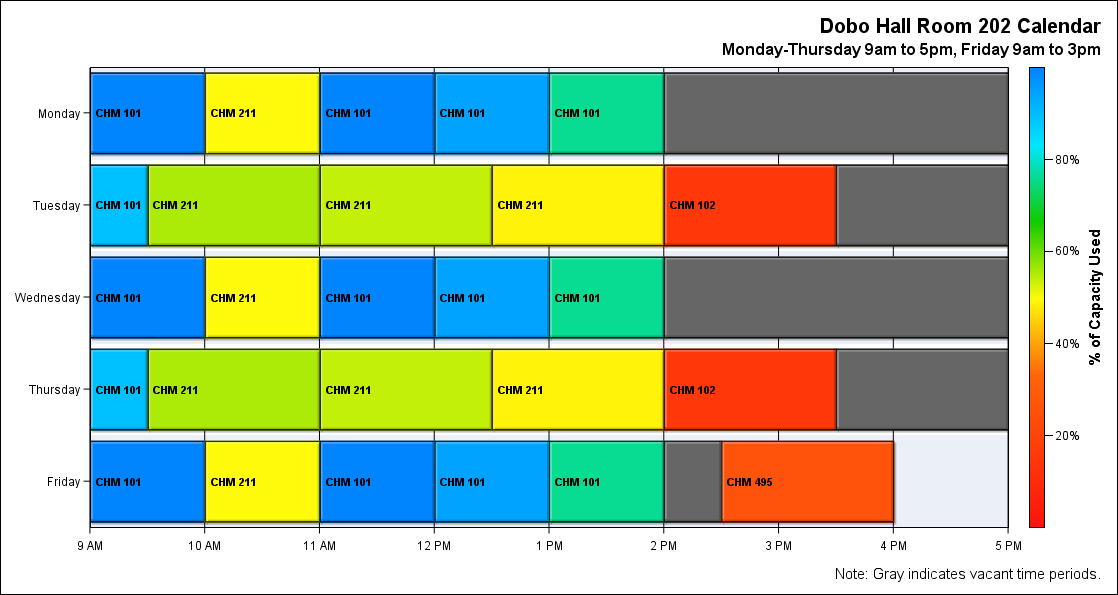 Dobo Hall Room 202 Calendar
Monday-Thursday 9am to 5pm, Friday 9am to 3pm
Monday
CHM 101
CHM 211
CHM 101
CHM 101
CHM 101
Tuesday
CHM 101
CHM 211
CHM 211
CHM 211
CHM 102
Wednesday
CHM 101
CHM 211
CHM 101
CHM 101
CHM 101
Thursday
CHM 101
CHM 211
CHM 211
CHM 211
CHM 102
Friday
CHM 101
CHM 211
CHM 101
CHM 101
CHM 101
CHM 495
9 AM
10 AM
11 AM
12 PM
1 PM
2 PM
3 PM
4 PM
5 PM
80%
60%
40%
20%
% of Capacity Used
Note: Gray indicates vacant time periods.